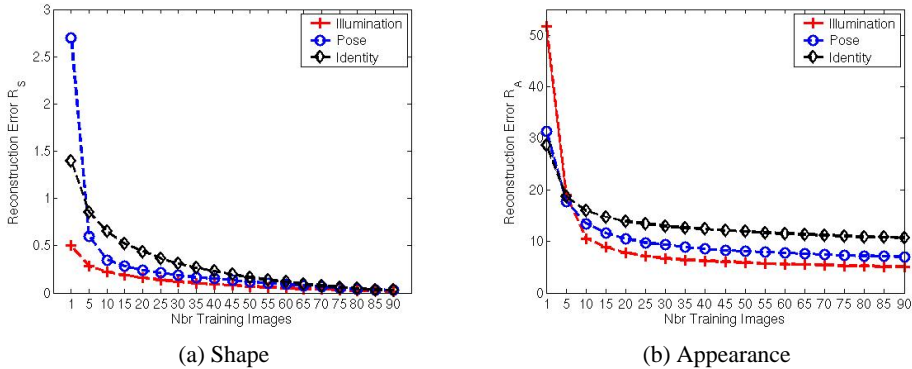 3
2.5
2
1.5
1
0.5
0
Reconstruction Error R_S
Illumination
Pose
Identity
1 5 10 15 20 25 30 35 40 45 50 55 60 65 70 75 80 85 90
Nbr Training Images
(a) Shape
50
40
30
20
10
0
Reconstruction Error R_A
Illumination
Pose
Identity
1 5 10 15 20 25 30 35 40 45 50 55 60 65 70 75 80 85 90
Nbr Training Images
(b) Appearance